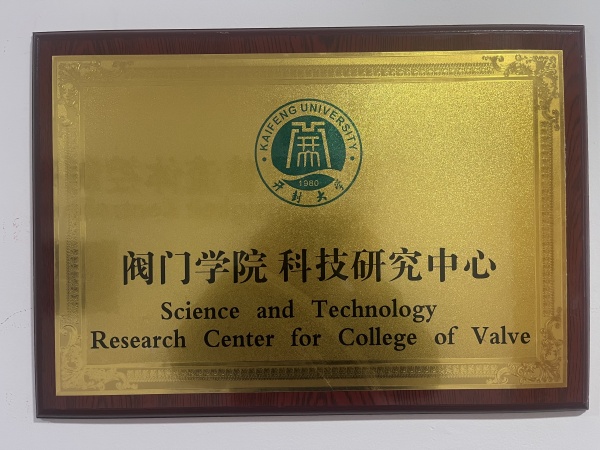 KAIFENG UNIVERSITY
1980
开封大学
阀门学院 科技研究中心
Science and Technology
Research Center for College of Valve